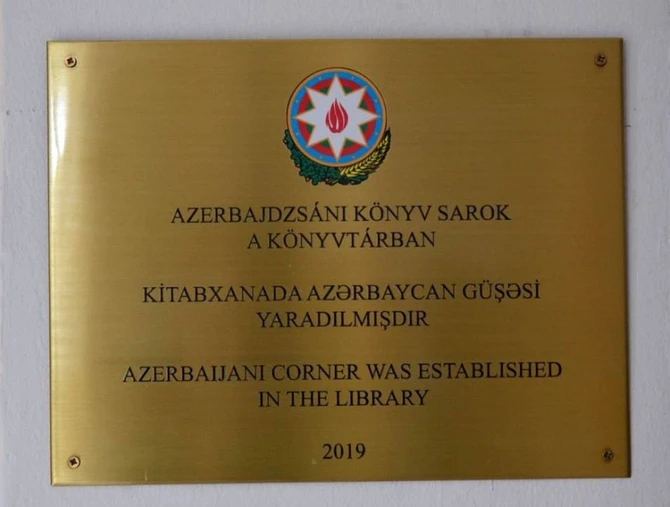 AZERBAJDZSÁNI KÖNYV SAROK
A KÖNYVTÁRBAN
KİTABXANADA AZƏRBAYCAN GÜŞƏSİ
YARADILMIŞDIR
AZERBAIJANI CORNER WAS ESTABLISHED
IN THE LIBRARY
2019